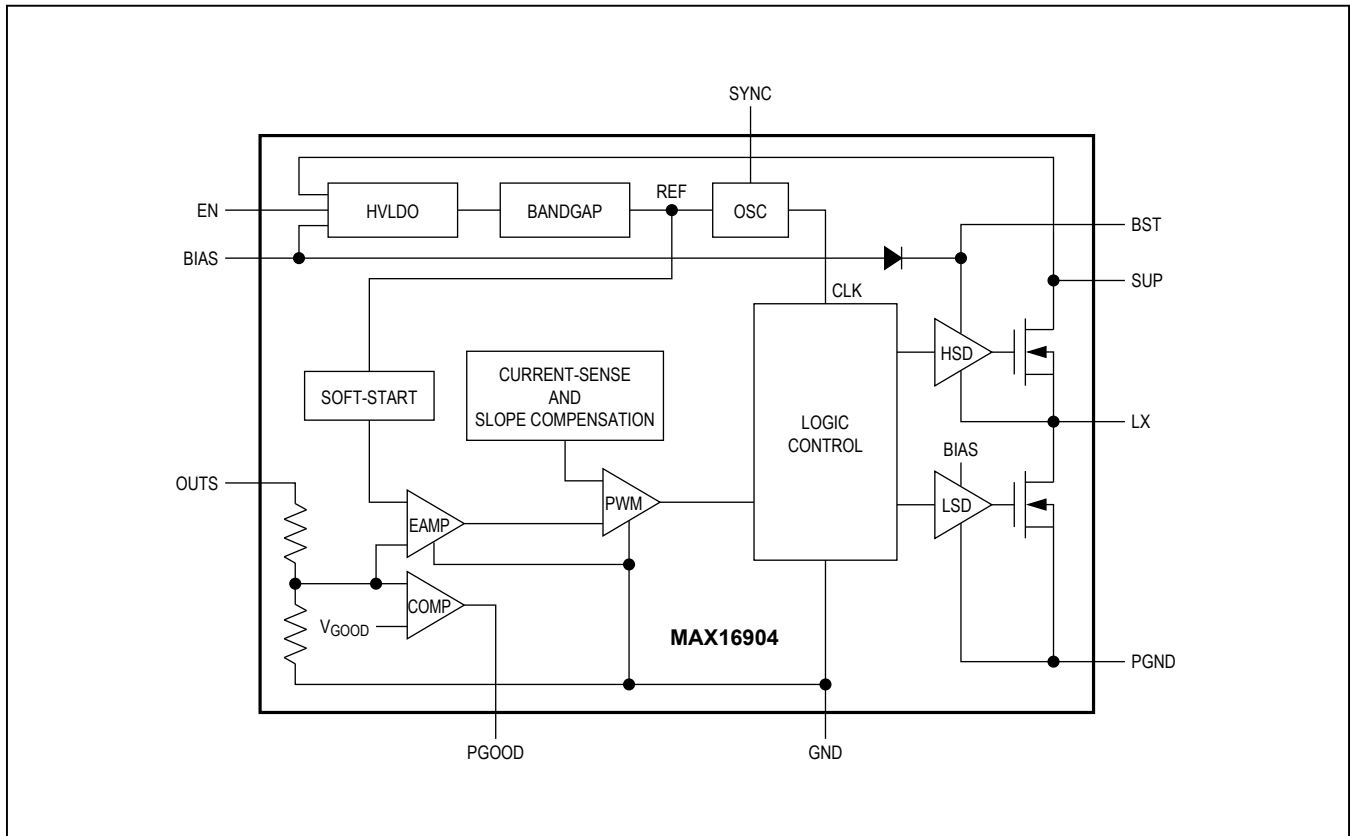 SYNC
EN
HVLDO
BANDGAP
REF
OSC
BST
BIAS
SUP
CLK
HSD
SOFT-START
CURRENT-SENSE
AND
SLOPE COMPENSATION
LOGIC
CONTROL
LX
BIAS
OUTS
EAMP
PWM
LSD
COMP
VGOOD
MAX16904
PGND
PGOOD
GND